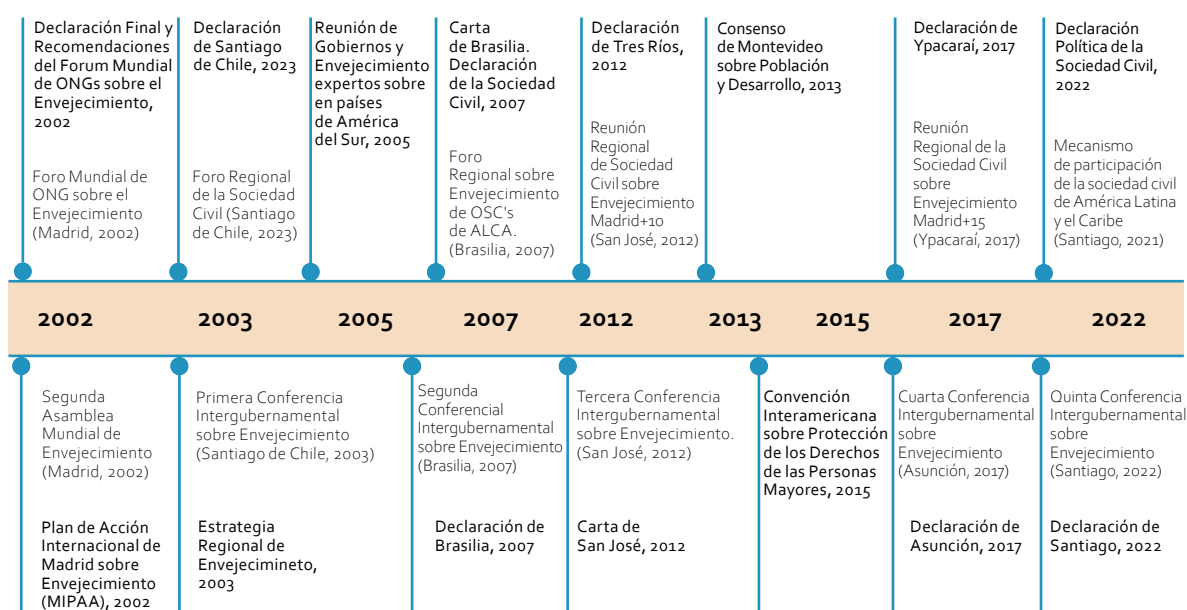 Declaración Final y
Recomendaciones
del Forum Mundial
de ONGs sobre el
Envejecimiento,
2002
Foro Mundial de
ONG sobre el
Envejecimiento
(Madrid, 2002)
Declaración
de Santiago
de Chile, 2023
Foro Regional
de la Sociedad
Civil (Santiago
de Chile, 2023)
Reunión de
Gobiernos y
Envejecimiento
expertos sobre
en países
de América
del Sur, 2005
Carta
de Brasilia.
Declaración
de la Sociedad
Civil, 2007
Foro
Regional sobre
Envejecimiento
de OSC's
de ALCA.
(Brasilia, 2007)
Declaración
de Tres Ríos,
2012
Reunión
Regional
de Sociedad
Civil sobre
Envejecimiento
Madrid+10
(San José, 2012)
Consenso
de Montevideo
sobre Población
y Desarrollo, 2013
Declaración de
Ypacaraí, 2017
Reunión
Regional de la
Sociedad Civil
sobre
Envejecimiento
Madrid+15
(Ypacaraí, 2017)
Declaración
Política de la
Sociedad Civil,
2022
Mecanismo
de participación
de la sociedad civil
de América Latina
y el Caribe
(Santiago, 2021)
2002 2003 2005 2007 2012 2013 2015 2017 2022
Segunda
Asamblea
Mundial de
Envejecimiento
(Madrid, 2002)
Plan de Acción
Internacional de
Madrid sobre
Envejecimiento
(MIPAA), 2002
Primera Conferencia
Intergubernamental
sobre Envejecimiento
(Santiago de Chile, 2003)
Estrategia
Regional de
Envejecimineto,
2003
Segunda
Conferencial
Intergubernamental
sobre Envejecimiento
(Brasilia, 2007)
Declaración de
Brasilia, 2007
Tercera Conferencia
Intergubernamental
sobre Envejecimiento.
(San José, 2012)
Carta de
San José, 2012
Convención
Interamericana
sobre Protección
de los Derechos
de las Personas
Mayores, 2015
Cuarta Conferencia
Intergubernamental
sobre
Envejecimiento
(Asunción, 2017)
Declaración de
Asunción, 2017
Quinta Conferencia
Intergubernamental
sobre
Envejecimiento
(Santiago, 2022)
Declaración de
Santiago, 2022